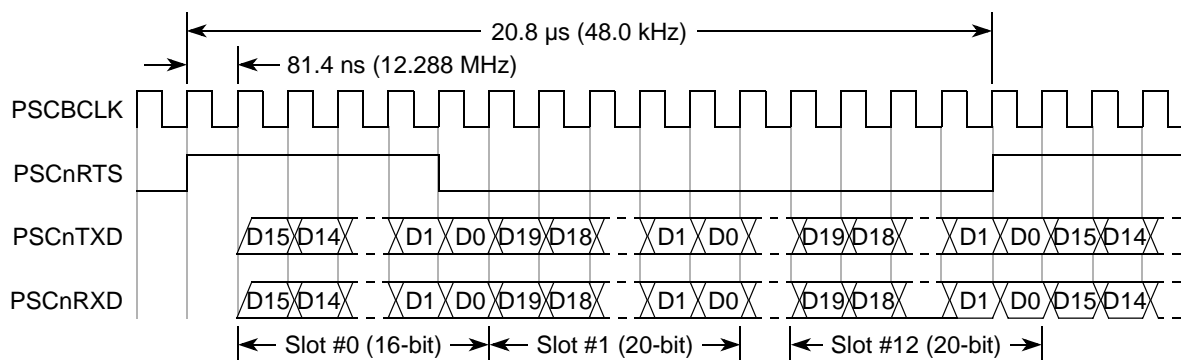 20.8 µs (48.0 kHz)
81.4 ns (12.288 MHz)
PSCBCLK
PSCnRTS
PSCnTXD D15 D14 D1 D0 D19 D18 D1 D0 D19 D18 D1 D0 D15 D14
PSCnRXD D15 D14 D1 D0 D19 D18 D1 D0 D19 D18 D1 D0 D15 D14
Slot #0 (16-bit) Slot #1 (20-bit) Slot #12 (20-bit)